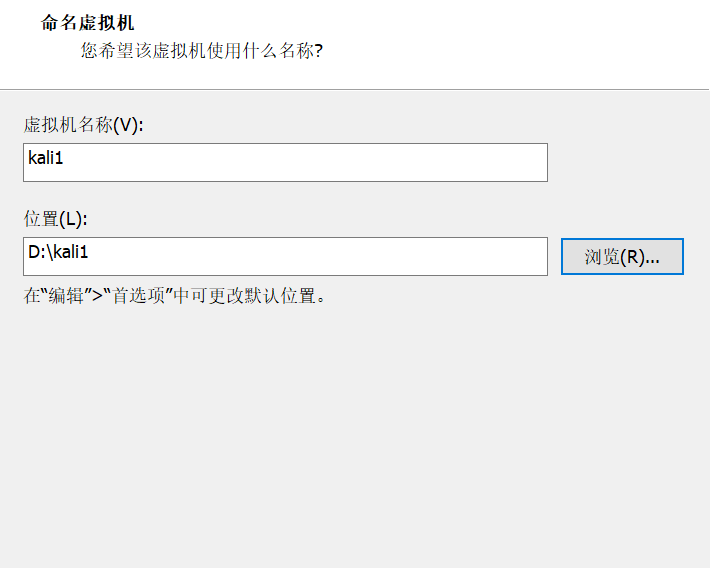 命名虚拟机
您希望该虚拟机使用什么名称?
虚拟机名称(V):
kali1
位置(L):
D:\kali1
浏览(R)...
在“编辑”>“首选项”中可更改默认位置。